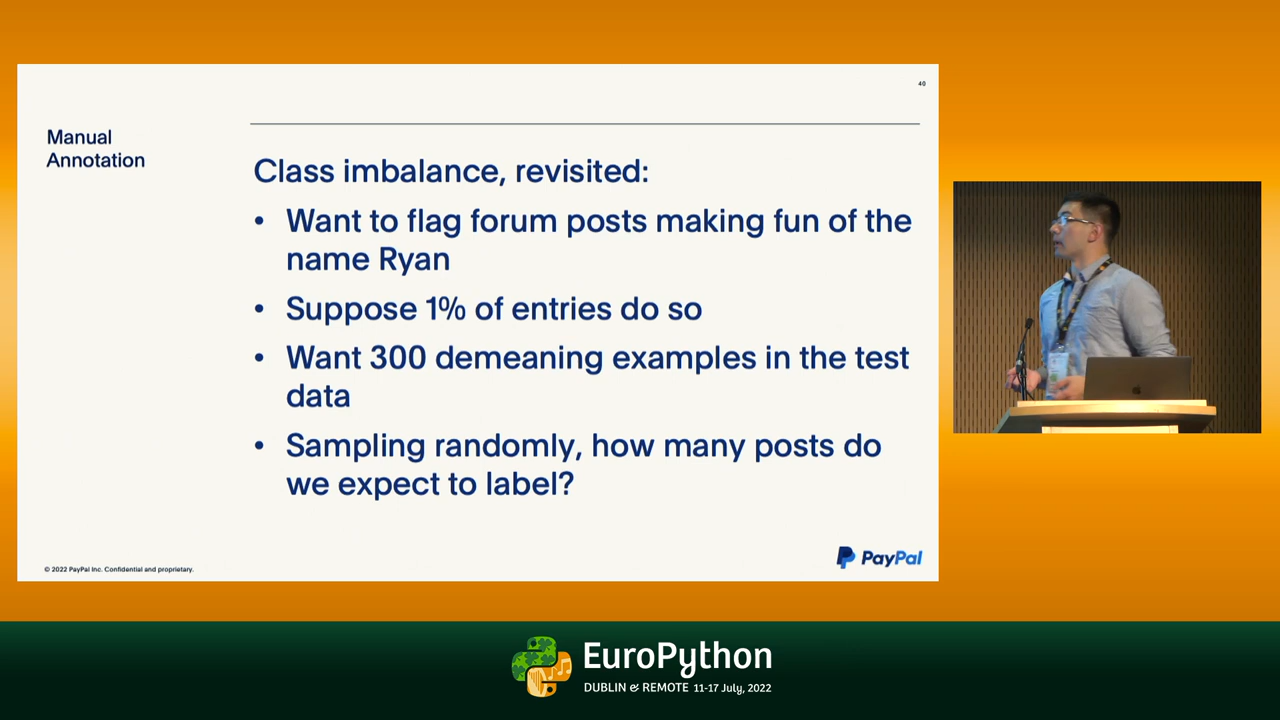 40
Manual
Annotation
Class imbalance, revisited:
• Want to flag forum posts making fun of the
name Ryan
• Suppose 1% of entries do so
• Want 300 demeaning examples in the test
data
• Sampling randomly, how many posts do
we expect to label?
© 2022 PayPal Inc. Confidential and proprietary.
PayPal
EuroPython
DUBLIN & REMOTE 11-17 July, 2022